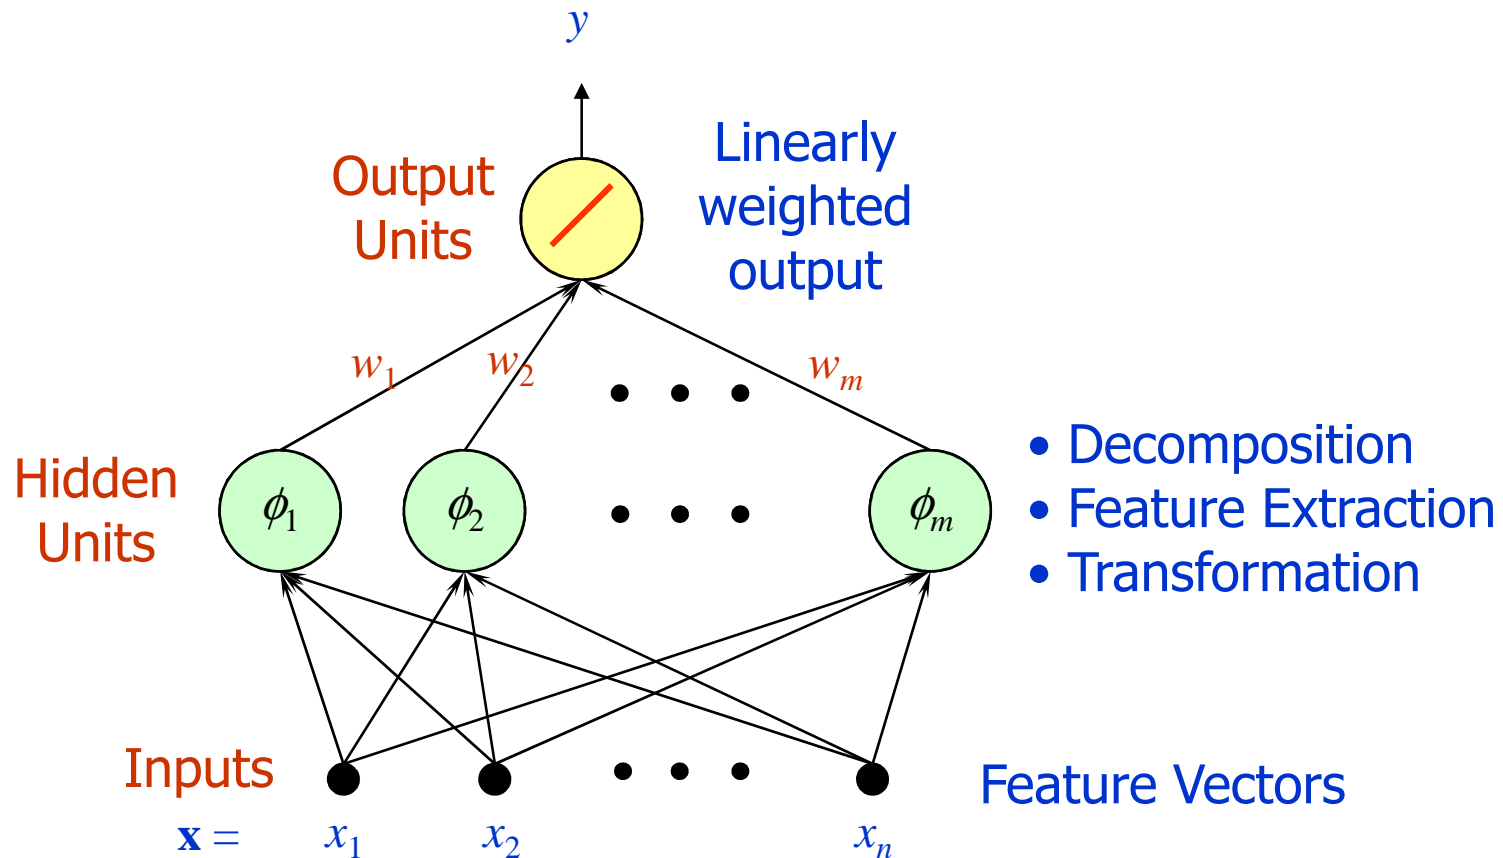 y
Linearly
weighted
output
Output
Units
w₁ w₂ wₘ
Hidden
Units
ϕ₁ ϕ₂ ϕₘ
• Decomposition
• Feature Extraction
• Transformation
Inputs
Feature Vectors
x = x₁ x₂ xₙ